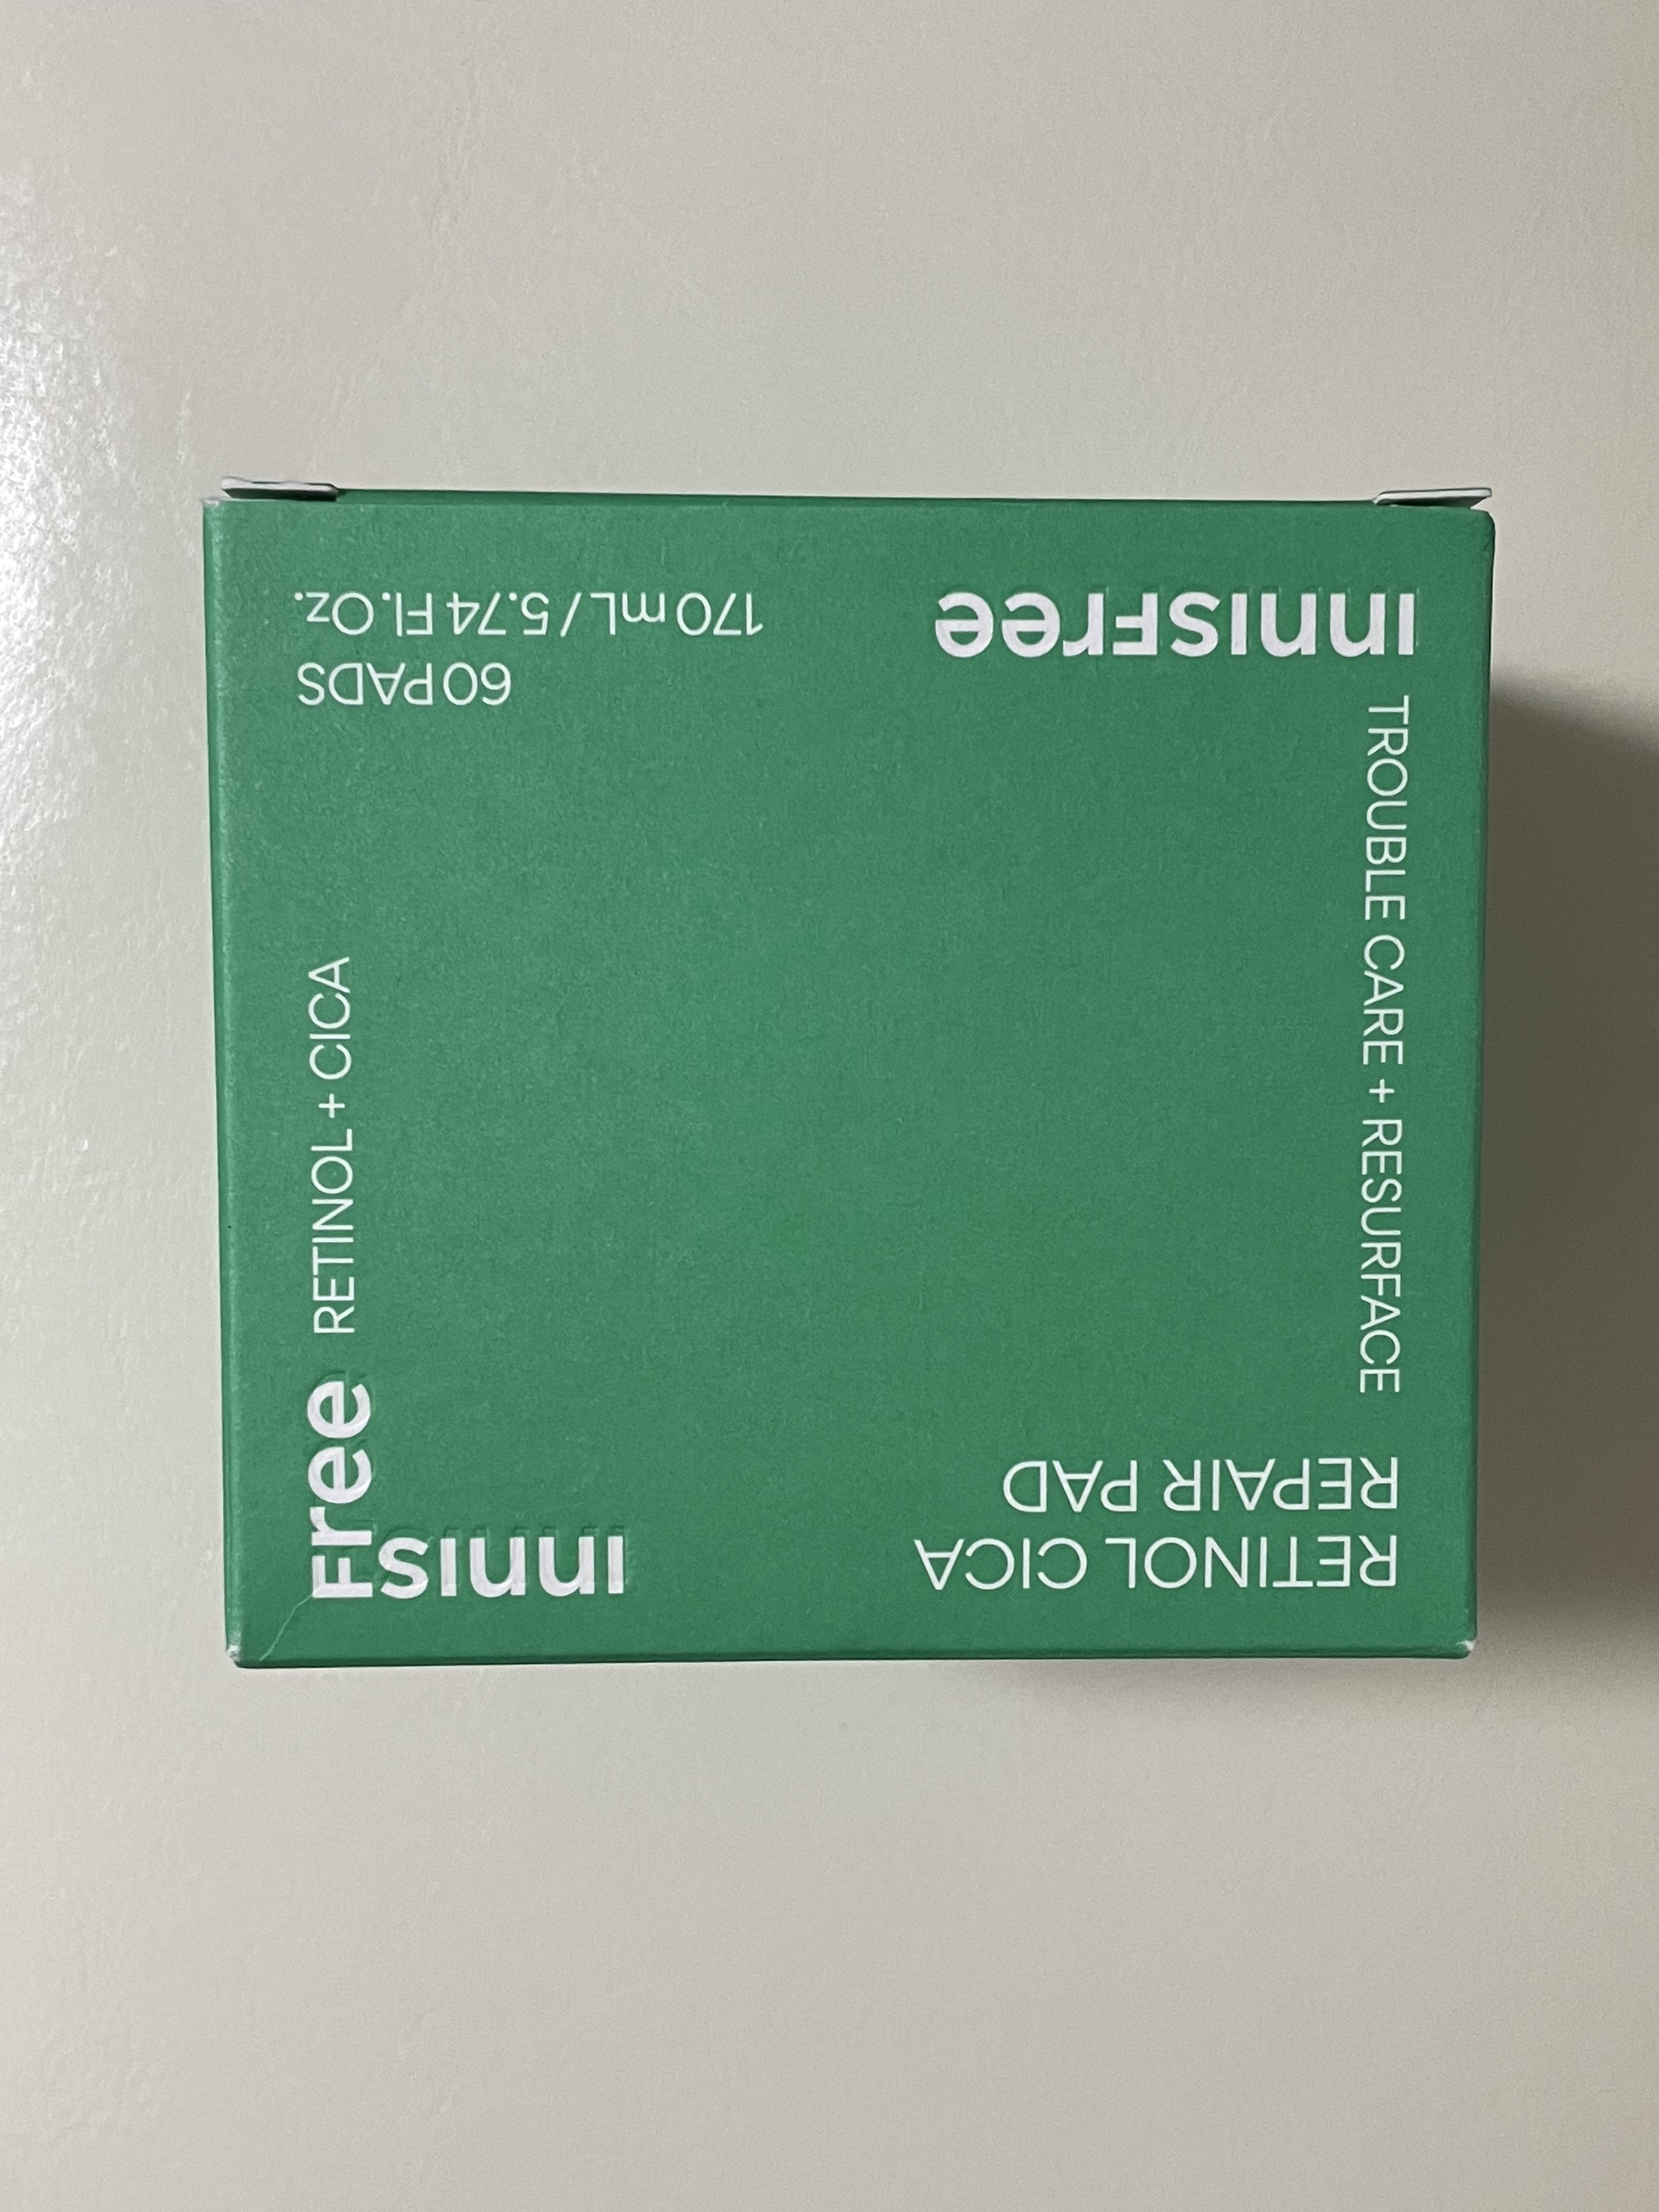 RETINOL CICA
REPAIR PAD
TROUBLE CARE + RESURFACE
innisFree
RETINOL + CICA
innisFree
60 PADS
170 mL / 5.74 Fl. Oz.